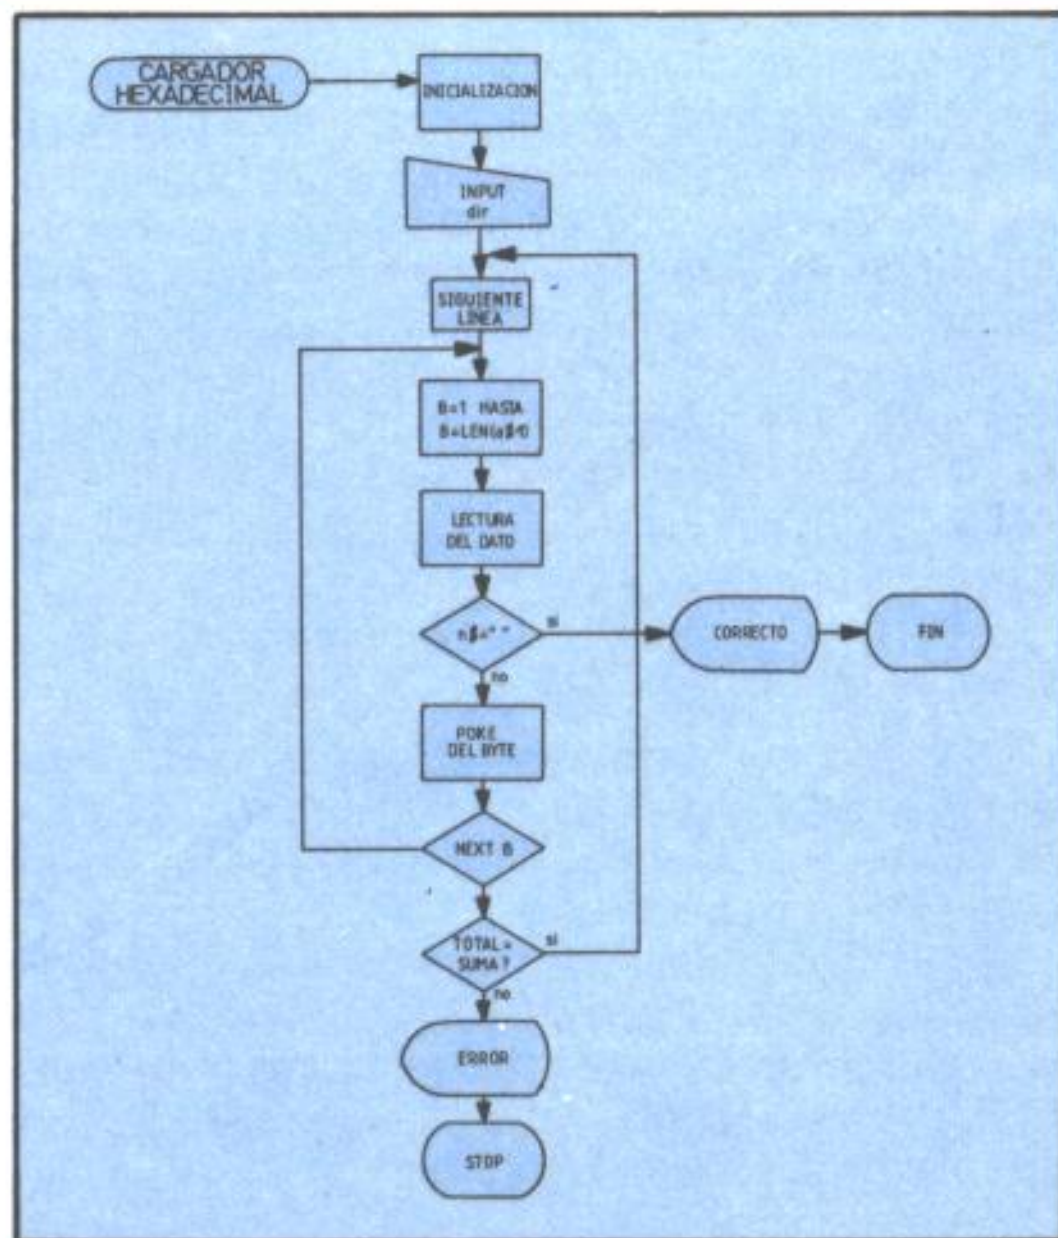 CARGADOR
HEXADECIMAL
INICIALIZACION
INPUT
dir
SIGUIENTE
LINEA
B=1 HASTA
LECTURA
DEL DATO
n$=" "
si
CORRECTO
FIN
no
POKE
DEL BYTE
NEXT B
TOTAL=
SUMA?
si
no
ERROR
STOP